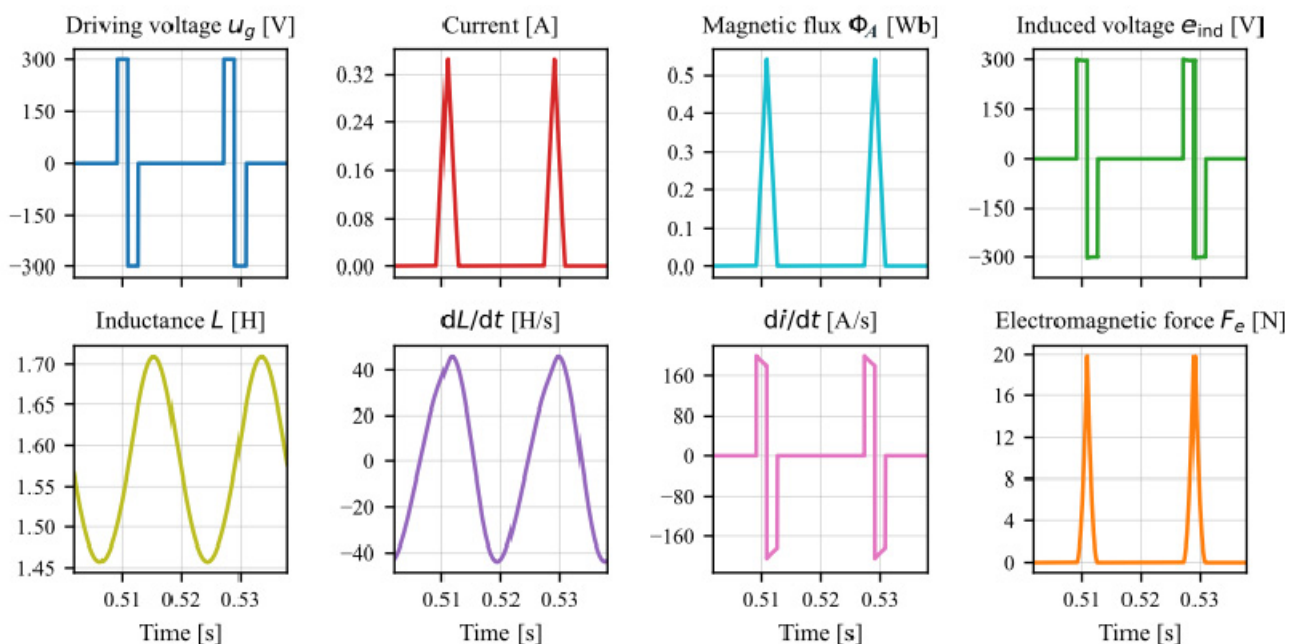 Driving voltage u_g [V]
Current [A]
Magnetic flux Φ_A [Wb]
Induced voltage e_ind [V]
300
150
0
−150
−300
0.32
0.24
0.16
0.08
0.00
0.5
0.4
0.3
0.2
0.1
0.0
300
150
0
−150
−300
Inductance L [H]
dL/dt [H/s]
di/dt [A/s]
Electromagnetic force F_e [N]
1.70
1.65
1.60
1.55
1.50
1.45
40
20
0
−20
−40
160
80
0
−80
−160
20
16
12
8
4
0
0.51 0.52 0.53
0.51 0.52 0.53
0.51 0.52 0.53
0.51 0.52 0.53
Time [s]
Time [s]
Time [s]
Time [s]